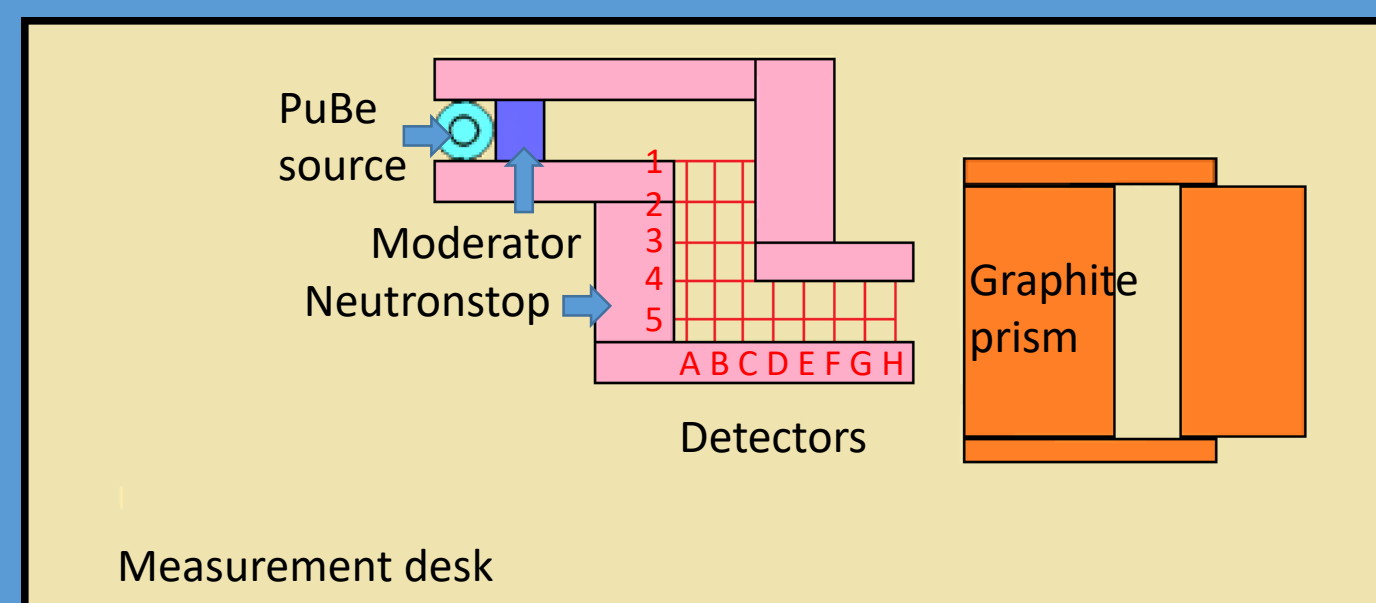 PuBe
source
Moderator
Neutronstop
1
2
3
4
5
A B C D E F G H
Detectors
Graphite
prism
Measurement desk